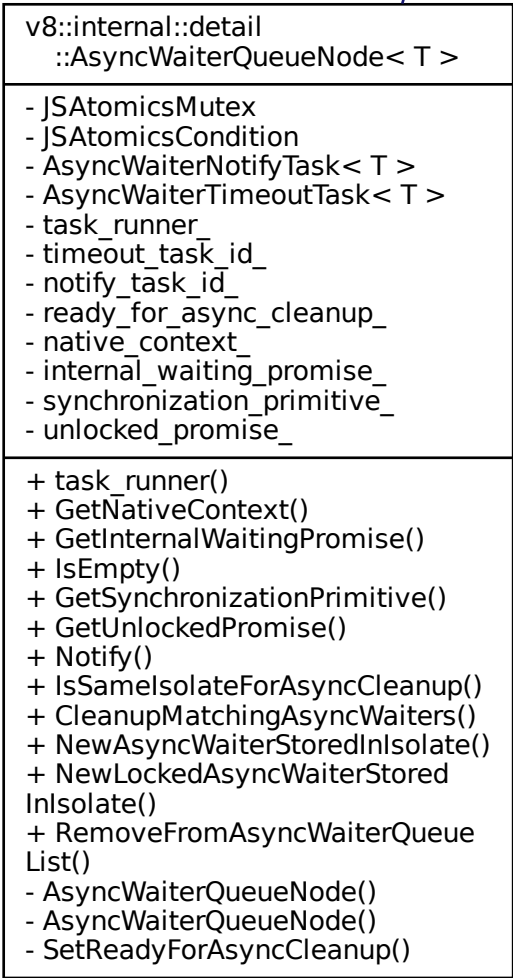 v8::internal::detail
::AsyncWaiterQueueNode< T >
- JSAtomicsMutex
- JSAtomicsCondition
- AsyncWaiterNotifyTask< T >
- AsyncWaiterTimeoutTask< T >
- task_runner_
- timeout_task_id_
- notify_task_id_
- ready_for_async_cleanup_
- native_context_
- internal_waiting_promise_
- synchronization_primitive_
- unlocked_promise_
+ task_runner()
+ GetNativeContext()
+ GetInternalWaitingPromise()
+ IsEmpty()
+ GetSynchronizationPrimitive()
+ GetUnlockedPromise()
+ Notify()
+ IsSameIsolateForAsyncCleanup()
+ CleanupMatchingAsyncWaiters()
+ NewAsyncWaiterStoredInIsolate()
+ NewLockedAsyncWaiterStored
InIsolate()
+ RemoveFromAsyncWaiterQueue
List()
- AsyncWaiterQueueNode()
- AsyncWaiterQueueNode()
- SetReadyForAsyncCleanup()